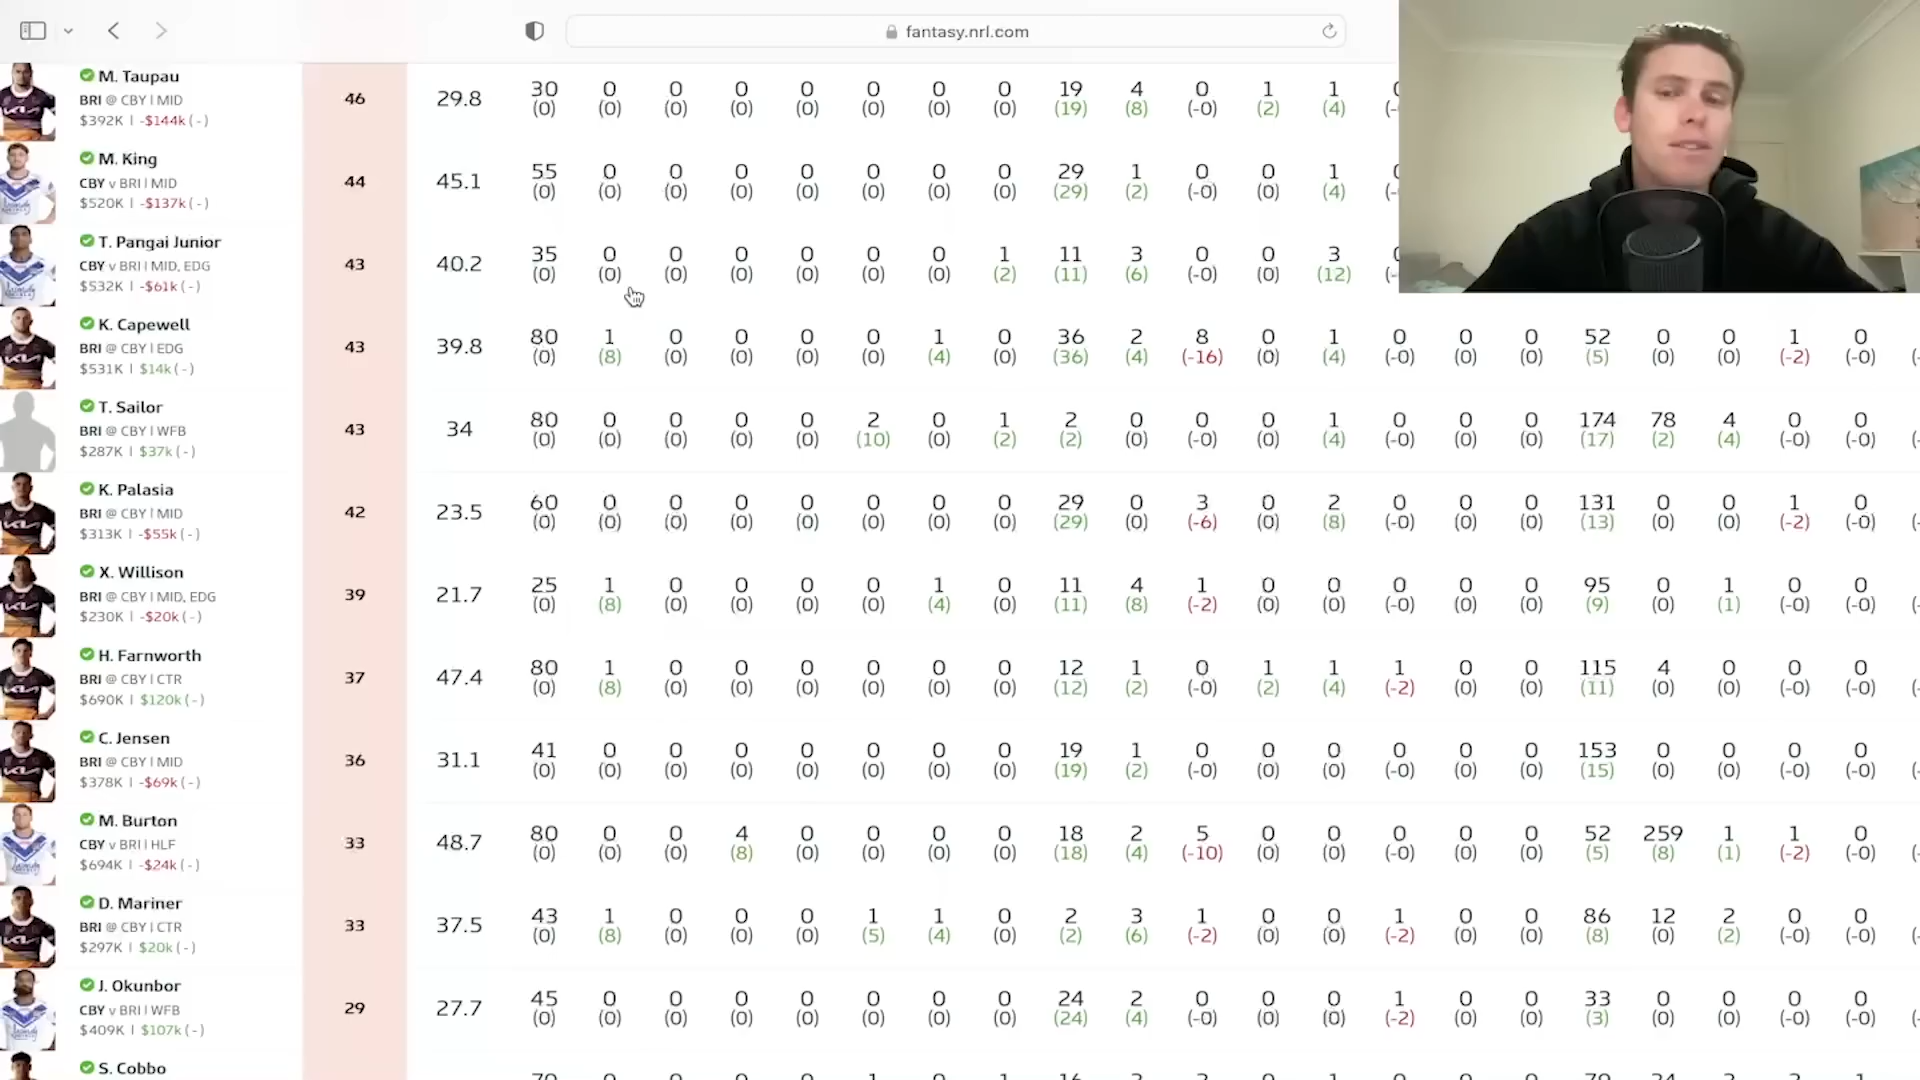 fantasy.nrl.com
M. Taupau
BRI @ CBY | MID
$392K | -$144k ( - )
46 29.8 30 0 0 0 0 0 0 0 19 4 0 1 1
(0) (0) (0) (0) (0) (0) (0) (0) (19) (8) (-0) (2) (4)
M. King
CBY v BRI | MID
$520K | -$137k ( - )
44 45.1 55 0 0 0 0 0 0 0 29 1 0 0 1
(0) (0) (0) (0) (0) (0) (0) (0) (29) (2) (-0) (0) (4)
T. Pangai Junior
CBY v BRI | MID, EDG
$532K | -$61k ( - )
43 40.2 35 0 0 0 0 0 0 1 11 3 0 0 3
(0) (0) (0) (0) (0) (0) (0) (2) (11) (6) (-0) (0) (12)
K. Capewell
BRI @ CBY | EDG
$531K | $14k ( - )
43 39.8 80 1 0 0 0 0 1 0 36 2 8 0 1 0 0 0 52 0 0 1 0
(0) (8) (0) (0) (0) (0) (4) (0) (36) (4) (-16) (0) (4) (-0) (0) (0) (5) (0) (0) (-2) (-0)
T. Sailor
BRI @ CBY | WFB
$287K | $37k ( - )
43 34 80 0 0 0 0 2 0 1 2 0 0 0 1 0 0 0 174 78 4 0 0
(0) (0) (0) (0) (0) (10) (0) (2) (2) (0) (-0) (0) (4) (-0) (0) (0) (17) (2) (4) (-0) (-0)
K. Palasia
BRI @ CBY | MID
$313K | -$55k ( - )
42 23.5 60 0 0 0 0 0 0 0 29 0 3 0 2 0 0 0 131 0 0 1 0
(0) (0) (0) (0) (0) (0) (0) (0) (29) (0) (-6) (0) (8) (-0) (0) (0) (13) (0) (0) (-2) (-0)
X. Willison
BRI @ CBY | MID, EDG
$230K | -$20k ( - )
39 21.7 25 1 0 0 0 0 1 0 11 4 1 0 0 0 0 0 95 0 1 0 0
(0) (8) (0) (0) (0) (0) (4) (0) (11) (8) (-2) (0) (0) (-0) (0) (0) (9) (0) (1) (-0) (-0)
H. Farnworth
BRI @ CBY | CTR
$690K | $120k ( - )
37 47.4 80 1 0 0 0 0 0 0 12 1 0 1 1 1 0 0 115 4 0 0 0
(0) (8) (0) (0) (0) (0) (0) (0) (12) (2) (-0) (2) (4) (-2) (0) (0) (11) (0) (0) (-0) (-0)
C. Jensen
BRI @ CBY | MID
$378K | -$69k ( - )
36 31.1 41 0 0 0 0 0 0 0 19 1 0 0 0 0 0 0 153 0 0 0 0
(0) (0) (0) (0) (0) (0) (0) (0) (19) (2) (-0) (0) (0) (-0) (0) (0) (15) (0) (0) (-0) (-0)
M. Burton
CBY v BRI | HLF
$694K | -$24k ( - )
33 48.7 80 0 0 4 0 0 0 0 18 2 5 0 0 0 0 0 52 259 1 1 0
(0) (0) (0) (8) (0) (0) (0) (0) (18) (4) (-10) (0) (0) (-0) (0) (0) (5) (8) (1) (-2) (-0)
D. Mariner
BRI @ CBY | CTR
$297K | $20k ( - )
33 37.5 43 1 0 0 0 1 1 0 2 3 1 0 0 1 0 0 86 12 2 0 0
(0) (8) (0) (0) (0) (5) (4) (0) (2) (6) (-2) (0) (0) (-2) (0) (0) (8) (0) (2) (-0) (-0)
J. Okunbor
CBY v BRI | WFB
$409K | $107k ( - )
29 27.7 45 0 0 0 0 0 0 0 24 2 0 0 0 1 0 0 33 0 0 0 0
(0) (0) (0) (0) (0) (0) (0) (0) (24) (4) (-0) (0) (0) (-2) (0) (0) (3) (0) (0) (-0) (-0)
S. Cobbo